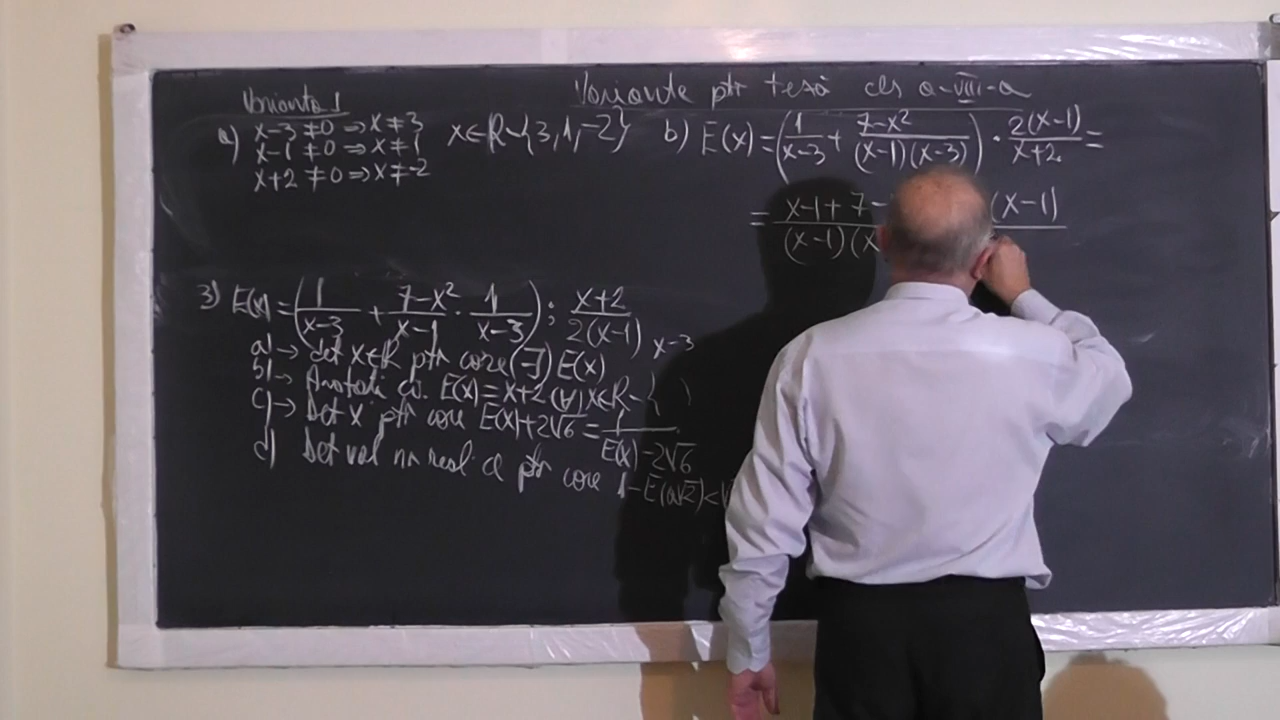 Variante ptr teză cls a-VIII-a
Varianta 1
a) x-3 ≠ 0 ⇒ x ≠ 3
x-1 ≠ 0 ⇒ x ≠ 1
x+2 ≠ 0 ⇒ x ≠ -2
x∈R-{3,1,-2}
b) E(x) = (1/(x-3) + (7-x²)/((x-1)(x-3))) · 2(x-1)/(x+2) =
= x-1+7- (x-1)
(x-1)(x
3) E(x) = (1/(x-3) + (7-x²)/(x-1) · 1/(x-3)) : (x+2)/(2(x-1))
a) → det x∈R ptr care (∃) E(x)
b) → Arătati că E(x) = x+2 (∀) x∈R-{ }
x-3
c) → Det x ptr care E(x)+2√6 = 1/(E(x)-2√6)
d) Det val nr real a ptr care 1-E(a√2) <